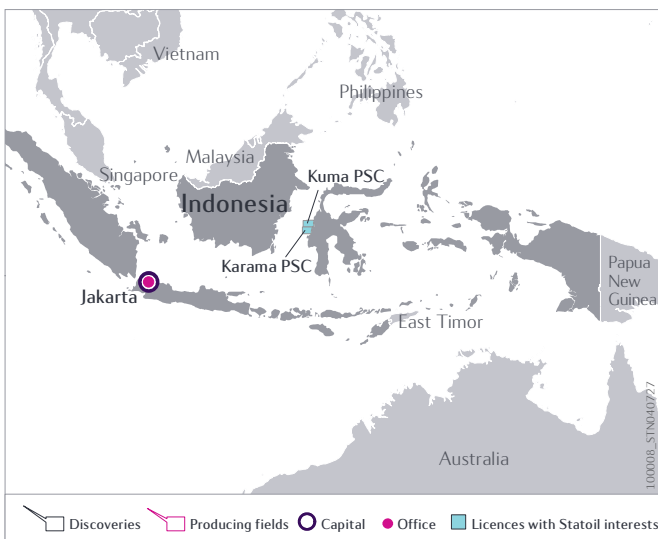 Vietnam
Philippines
Malaysia
Singapore
Kuma PSC
Indonesia
Karama PSC
Jakarta
Papua
New
Guinea
East Timor
Australia
100008_STN040727
Discoveries Producing fields Capital Office Licences with Statoil interests